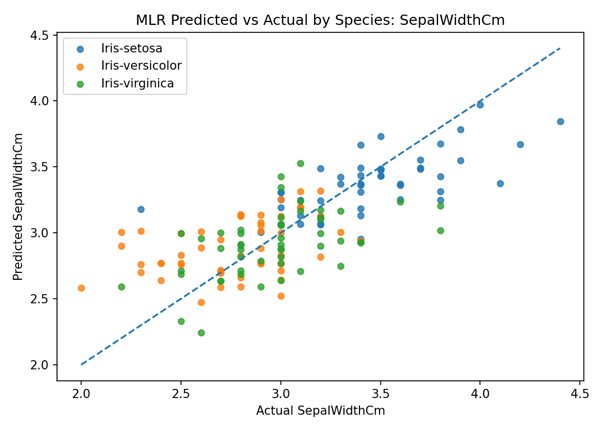 MLR Predicted vs Actual by Species: SepalWidthCm
4.5
Iris-setosa
Iris-versicolor
Iris-virginica
4.0
3.5
3.0
2.5
2.0
Predicted SepalWidthCm
2.0 2.5 3.0 3.5 4.0 4.5
Actual SepalWidthCm